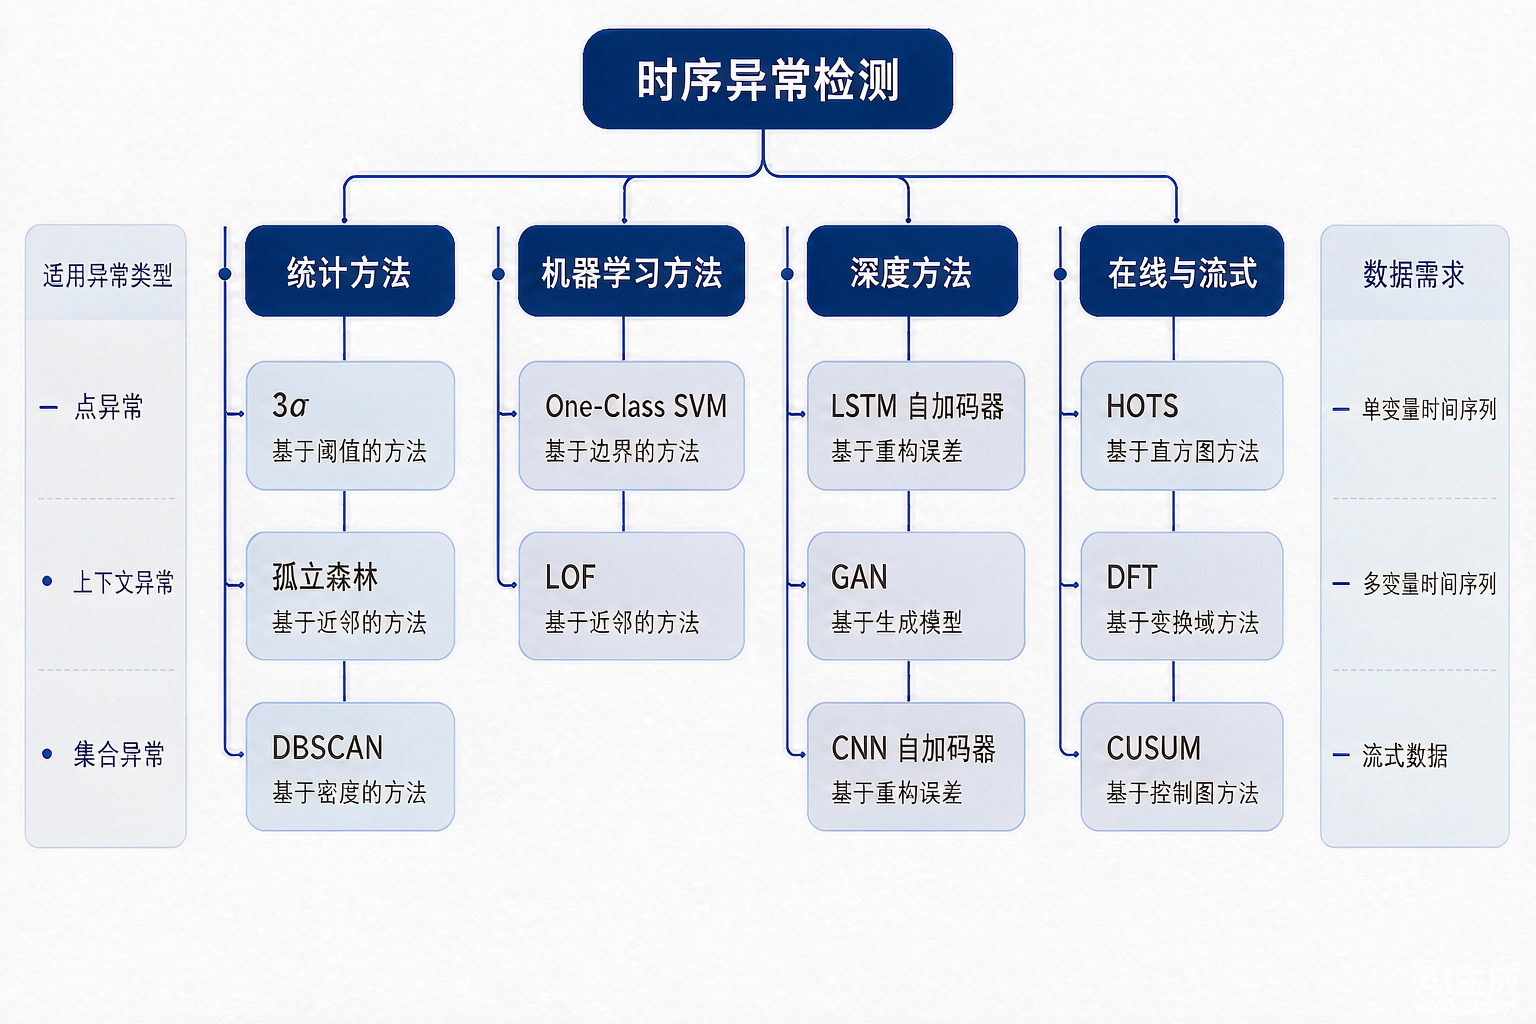 时序异常检测
适用异常类型
点异常
上下文异常
集合异常
统计方法
3σ
基于阈值的方法
孤立森林
基于近邻的方法
DBSCAN
基于密度的方法
机器学习方法
One-Class SVM
基于边界的方法
LOF
基于近邻的方法
深度方法
LSTM 自加码器
基于重构误差
GAN
基于生成模型
CNN 自加码器
基于重构误差
在线与流式
HOTS
基于直方图方法
DFT
基于变换域方法
CUSUM
基于控制图方法
数据需求
单变量时间序列
多变量时间序列
流式数据
AI生成